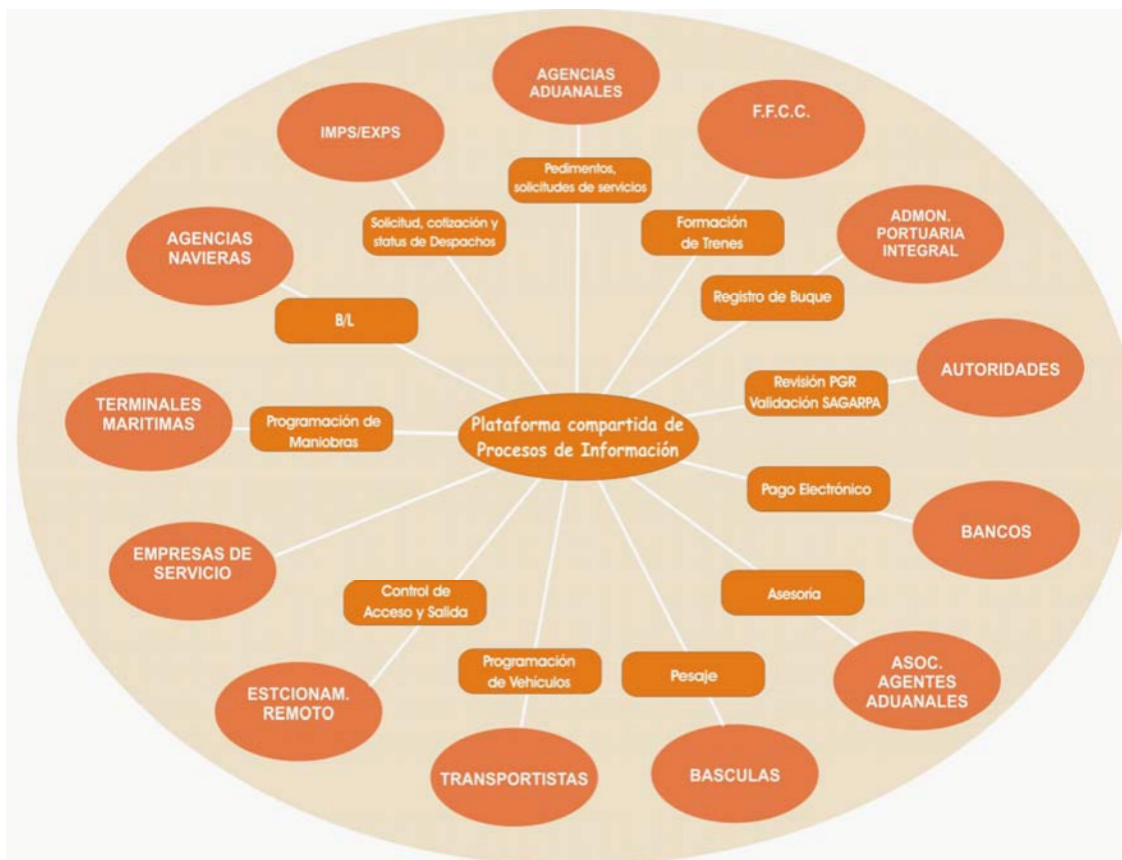 AGENCIAS
ADUANALES
F.F.C.C.
IMPS/EXPS
Pedimentos,
solicitudes de servicios
Solicitud, cotización y
status de Despachos
Formación
de Trenes
ADMON.
PORTUARIA
INTEGRAL
AGENCIAS
NAVIERAS
Registro de Buque
B/L
AUTORIDADES
Revisión PGR
Validación SAGARPA
TERMINALES
MARITIMAS
Programación de
Maniobras
Plataforma compartida de
Procesos de Información
Pago Electrónico
BANCOS
EMPRESAS DE
SERVICIO
Control de
Acceso y Salida
Asesoría
Programación
de Vehículos
Pesaje
ASOC.
AGENTES
ADUANALES
ESTCIONAM.
REMOTO
TRANSPORTISTAS
BASCULAS